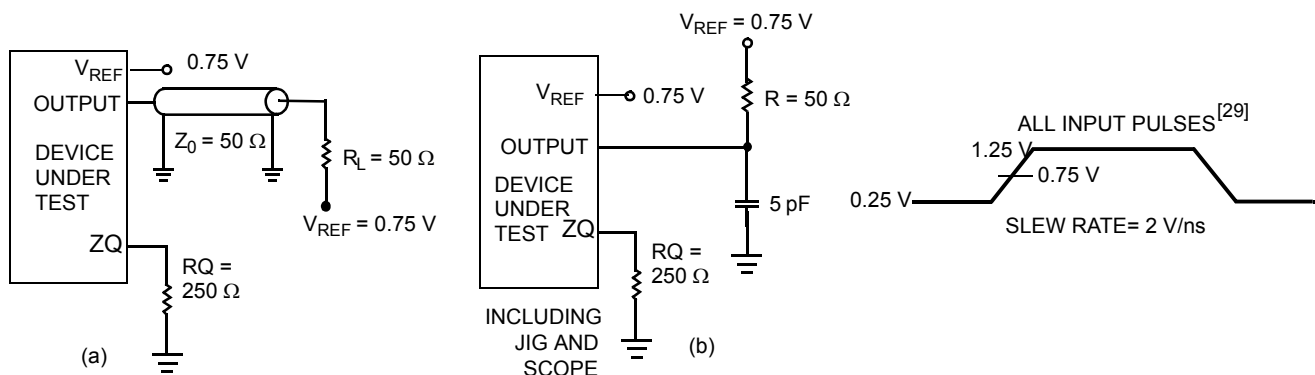 V_REF 0.75 V
OUTPUT
Z_0 = 50 Ω
DEVICE
UNDER
TEST
R_L = 50 Ω
V_REF = 0.75 V
ZQ
RQ =
250 Ω
(a)
V_REF = 0.75 V
V_REF 0.75 V
R = 50 Ω
OUTPUT
DEVICE
UNDER
TEST
ZQ
5 pF
RQ =
250 Ω
INCLUDING
JIG AND
SCOPE
(b)
ALL INPUT PULSES[29]
1.25 V
0.75 V
0.25 V
SLEW RATE= 2 V/ns